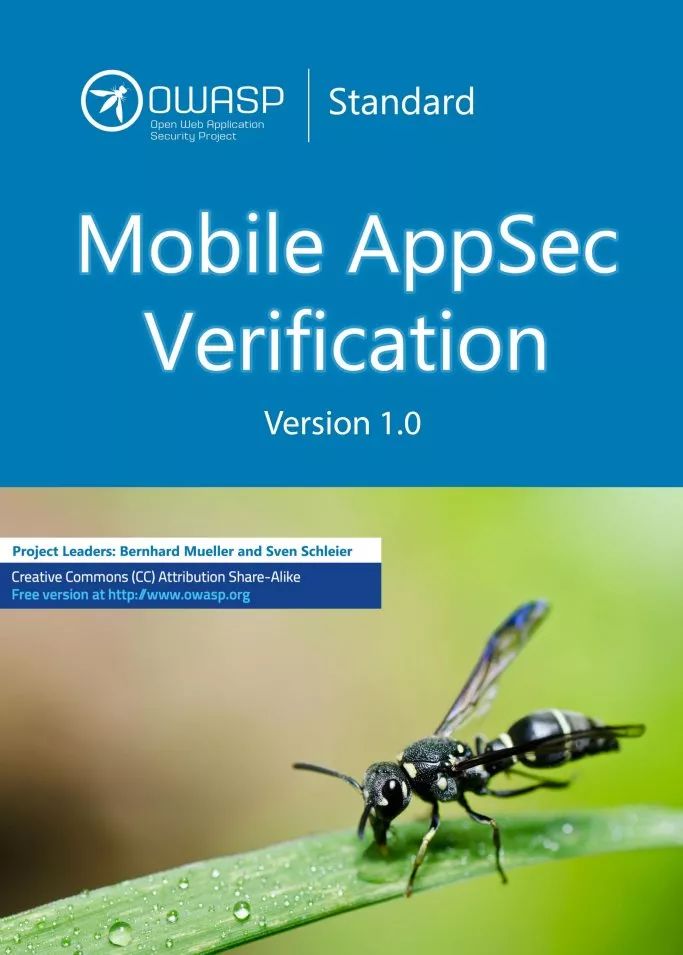 OWASP
Open Web Application
Security Project
Standard
Mobile AppSec
Verification
Version 1.0
Project Leaders: Bernhard Mueller and Sven Schleier
Creative Commons (CC) Attribution Share-Alike
Free version at http://www.owasp.org